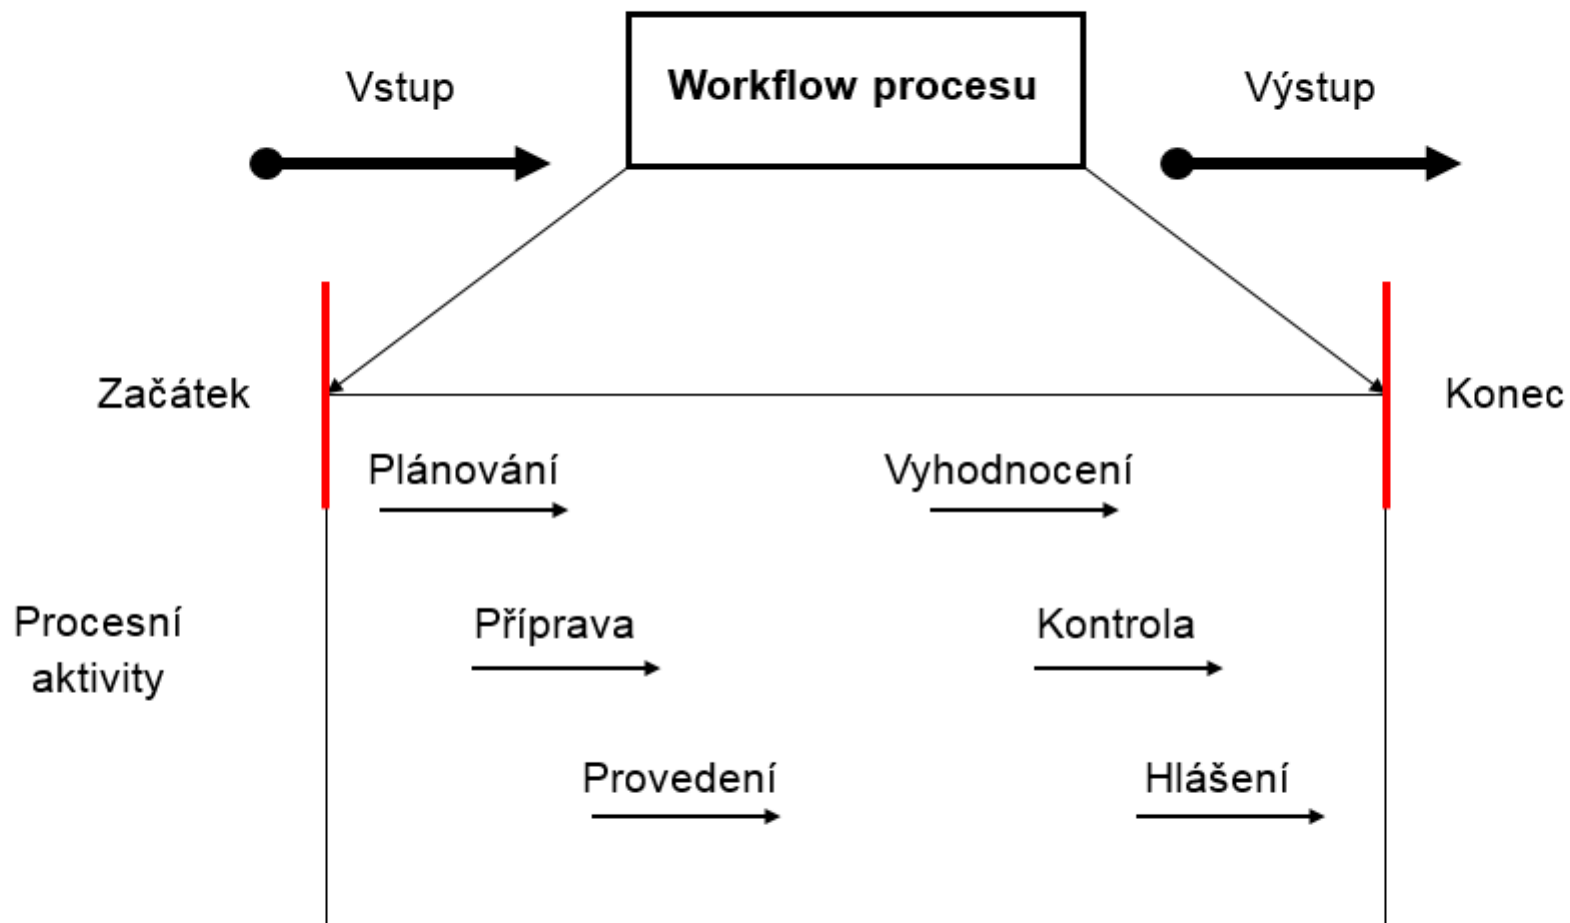 Vstup
Workflow procesu
Výstup
Začátek
Konec
Plánování
Vyhodnocení
Procesní
aktivity
Příprava
Kontrola
Provedení
Hlášení